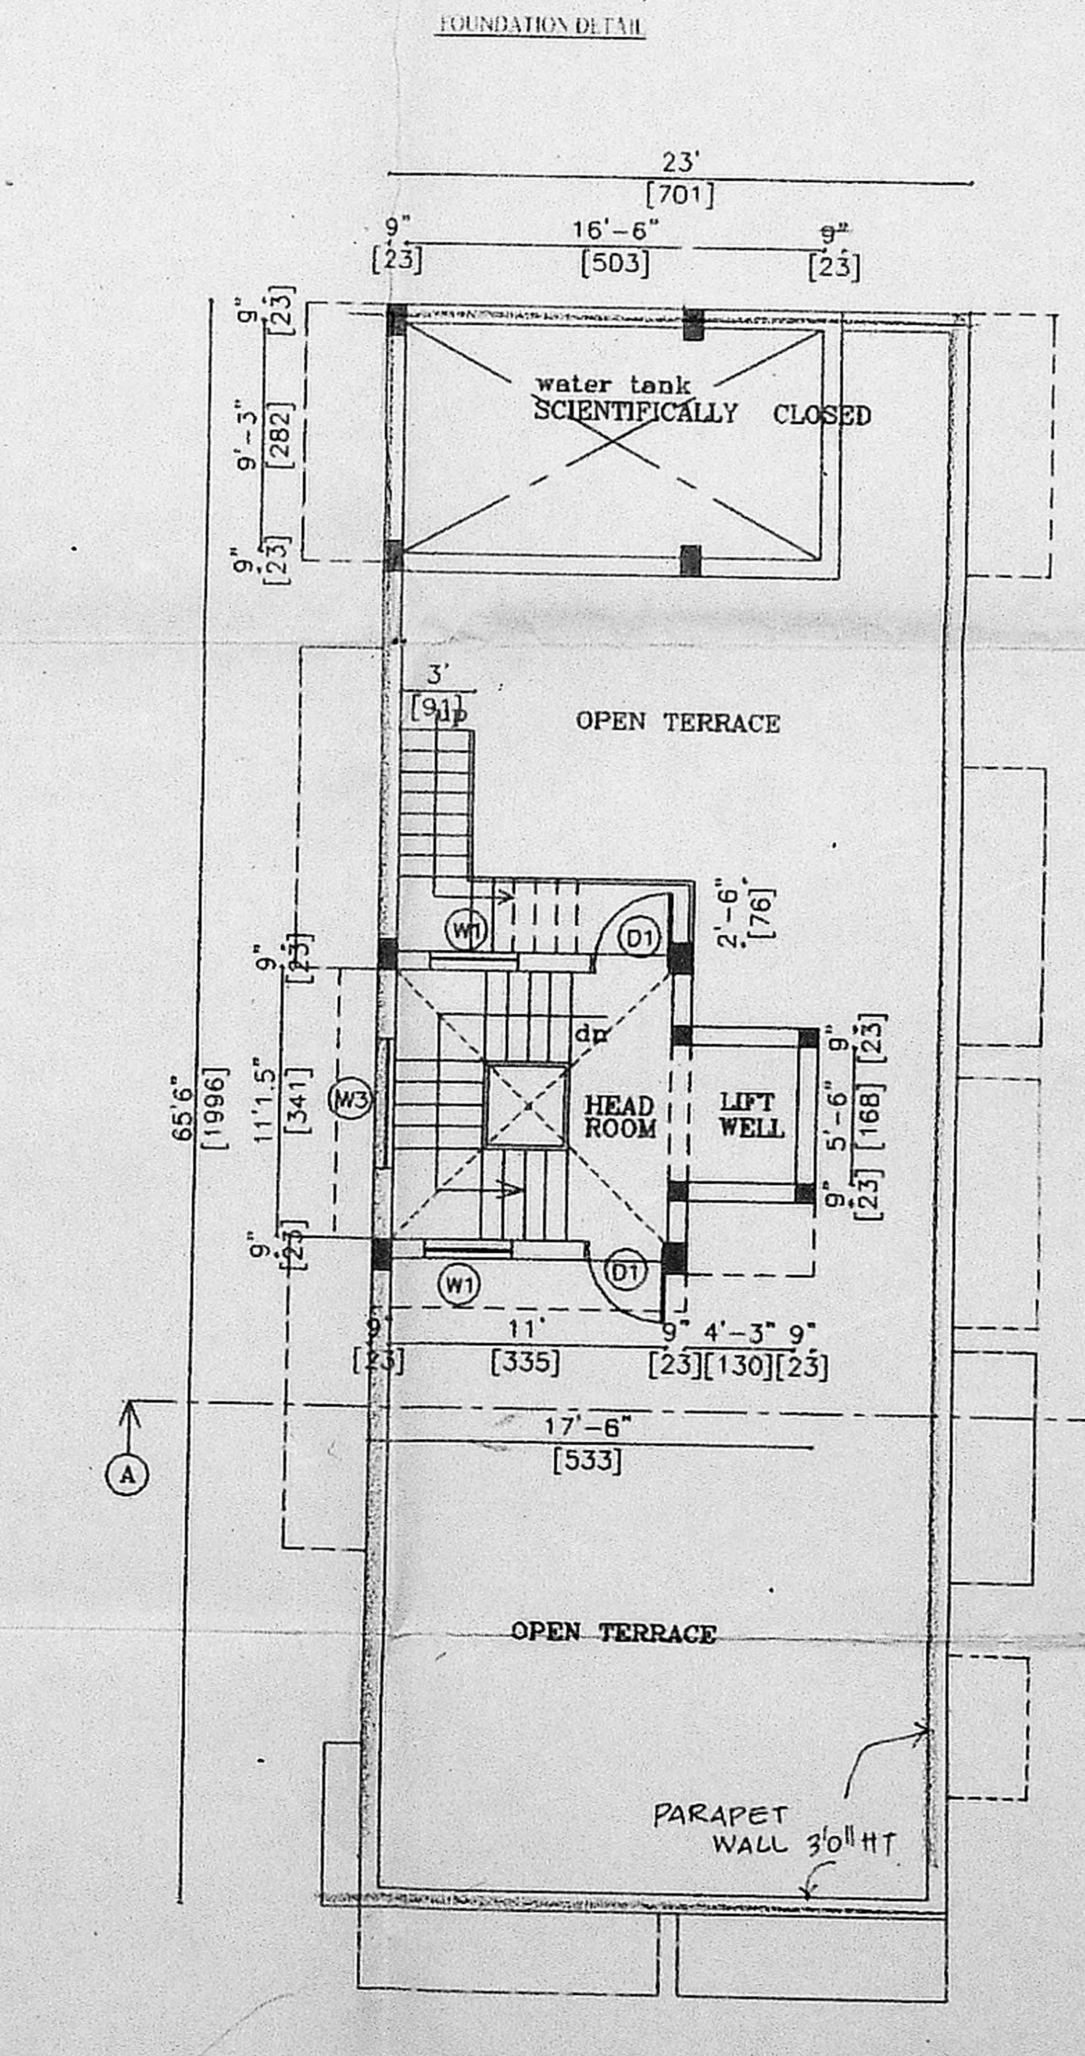 FOUNDATION DETAIL
23'
[701]
9"
[23]
16'-6"
[503]
9"
[23]
9"
[23]
9'-3"
[282]
9"
[23]
water tank
SCIENTIFICALLY CLOSED
3'
[91]
up
OPEN TERRACE
2'-6"
[76]
W1
D1
9"
[23]
dn
65'6"
[1996]
11'1.5"
[341]
W3
HEAD
ROOM
LIFT
WELL
9"
[23]
5'-6"
[168]
9"
[23]
9"
[23]
W1
D1
9"
[23]
11'
[335]
9"
[23]
4'-3"
[130]
9"
[23]
17'-6"
[533]
A
OPEN TERRACE
PARAPET
WALL 3'0" HT